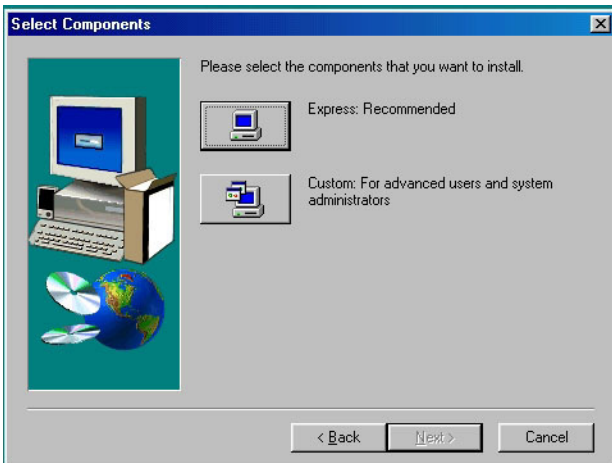 Select Components
Please select the components that you want to install.
Express: Recommended
Custom: For advanced users and system
administrators
< Back
Next >
Cancel